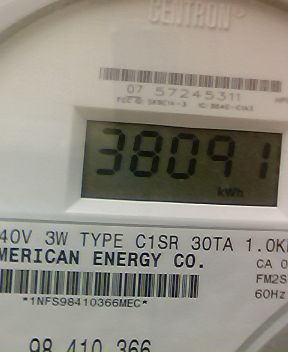 CENTRON
07 57245311
38091
kWh
40V 3W TYPE C1SR 30TA 1.0K
MERICAN ENERGY CO.
CA 0
FM2S
60Hz
*1NFS98410366MEC*
98 410 366